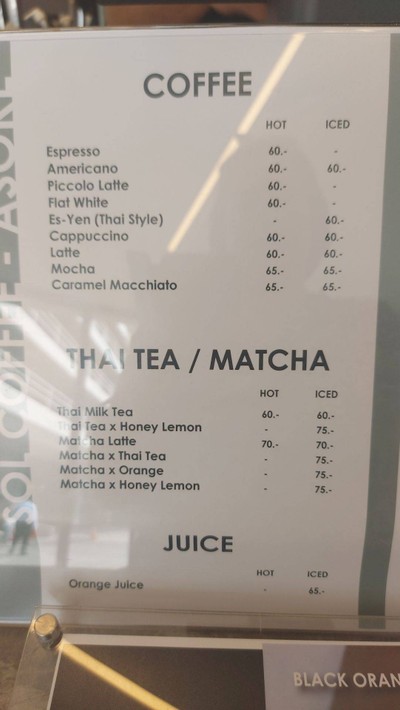 SOL COFFEE - ASOKE
COFFEE
HOT ICED
Espresso 60.- -
Americano 60.- 60.-
Piccolo Latte 60.- -
Flat White 60.- -
Es-Yen (Thai Style) - 60.-
Cappuccino 60.- 60.-
Latte 60.- 60.-
Mocha 65.- 65.-
Caramel Macchiato 65.- 65.-
THAI TEA / MATCHA
HOT ICED
Thai Milk Tea 60.- 60.-
Thai Tea x Honey Lemon - 75.-
Matcha Latte 70.- 70.-
Matcha x Thai Tea - 75.-
Matcha x Orange - 75.-
Matcha x Honey Lemon - 75.-
JUICE
HOT ICED
Orange Juice - 65.-
BLACK ORAN